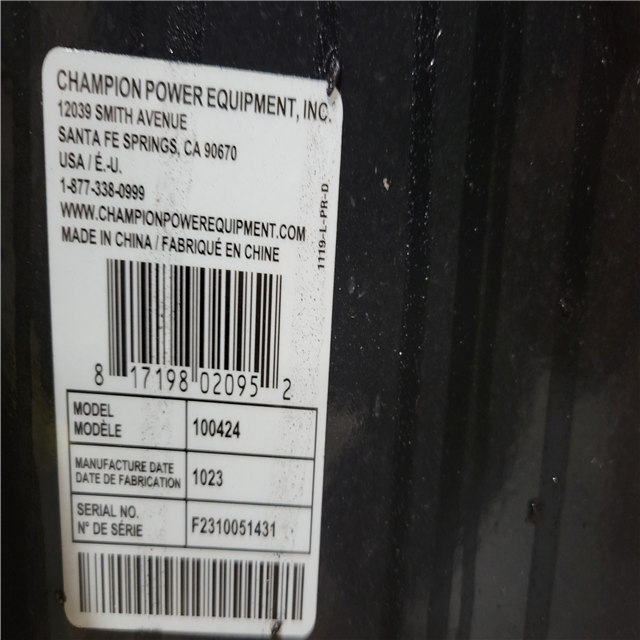 CHAMPION POWER EQUIPMENT, INC.
12039 SMITH AVENUE
SANTA FE SPRINGS, CA 90670
USA / É.-U.
1-877-338-0999
WWW.CHAMPIONPOWEREQUIPMENT.COM
MADE IN CHINA / FABRIQUÉ EN CHINE
1119-L-PR-D
8 17198 02095 2
MODEL
MODÈLE
100424
MANUFACTURE DATE
DATE DE FABRICATION
1023
SERIAL NO.
N° DE SÉRIE
F2310051431